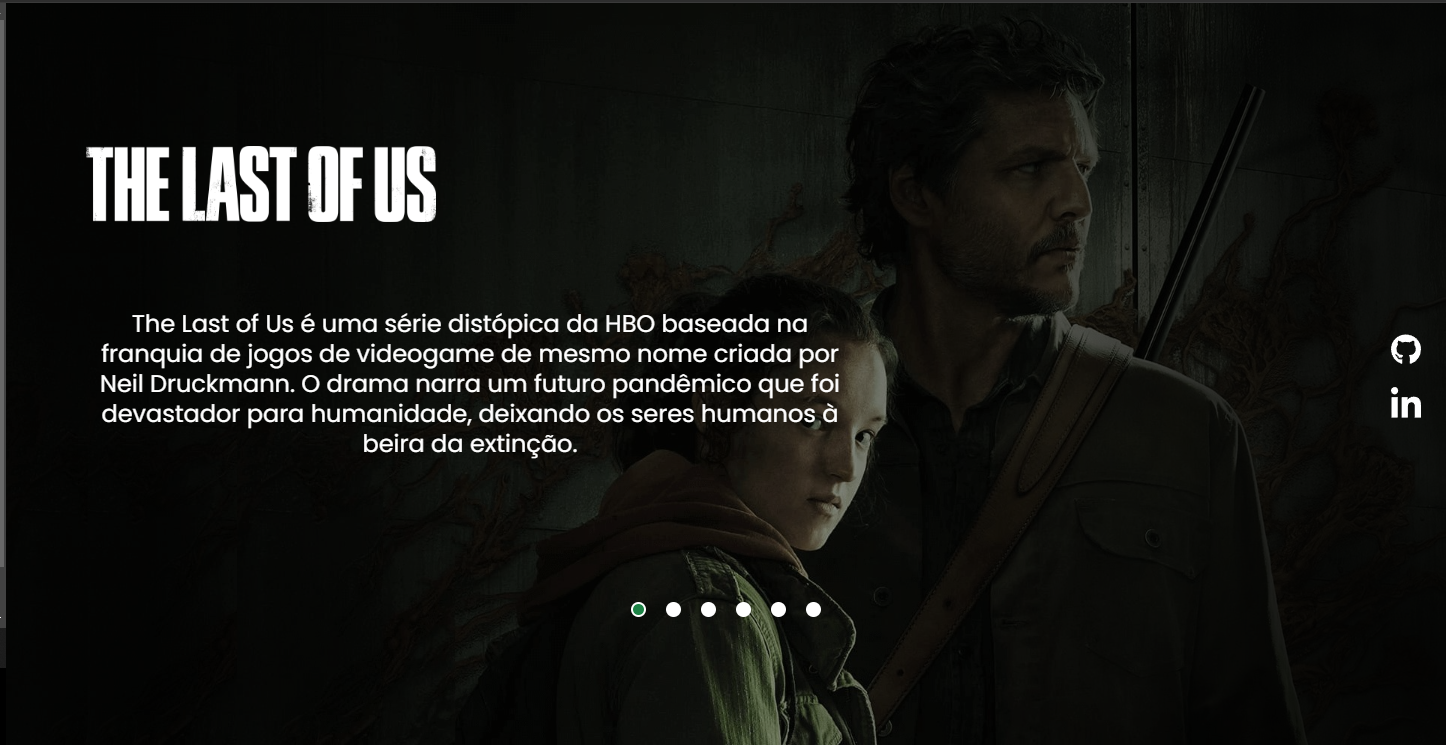 THE LAST OF US
The Last of Us é uma série distópica da HBO baseada na
franquia de jogos de videogame de mesmo nome criada por
Neil Druckmann. O drama narra um futuro pandêmico que foi
devastador para humanidade, deixando os seres humanos à
beira da extinção.
in